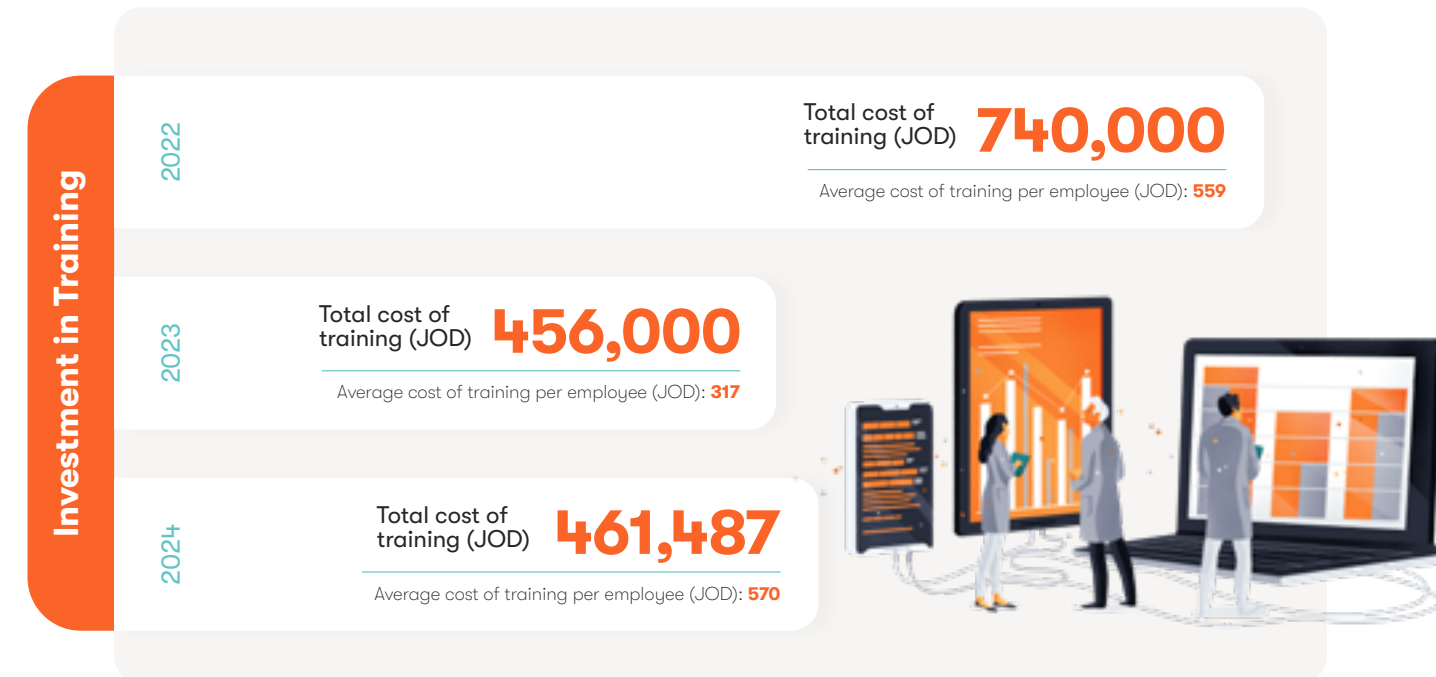 Investment in Training
2022
Total cost of
training (JOD)
740,000
Average cost of training per employee (JOD): 559
2023
Total cost of
training (JOD)
456,000
Average cost of training per employee (JOD): 317
2024
Total cost of
training (JOD)
461,487
Average cost of training per employee (JOD): 570